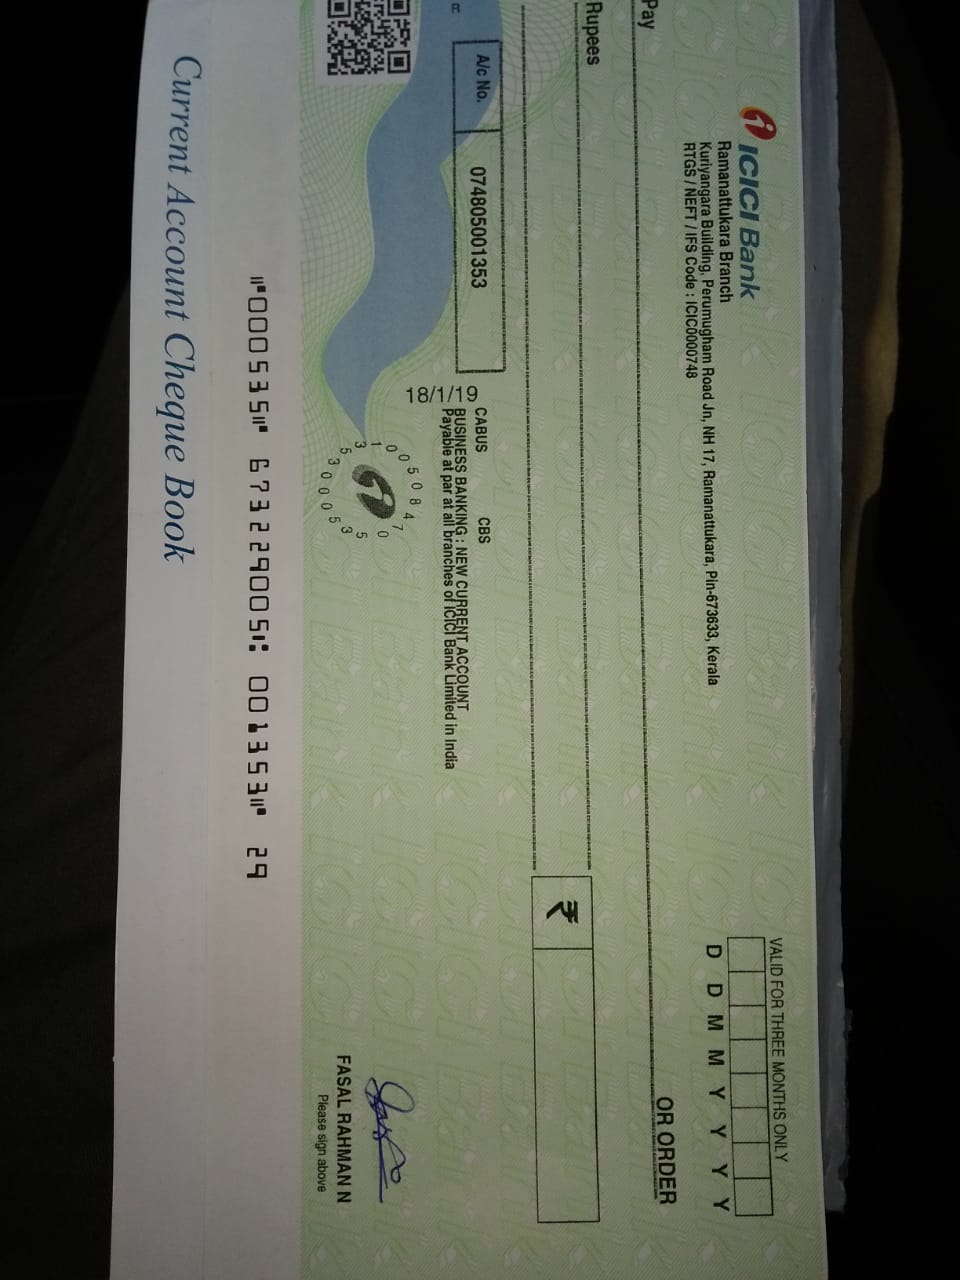 ICICI Bank
Ramanattukara Branch
Kuriyangara Building, Perumugham Road Jn, NH 17, Ramanattukara, Pin-673633, Kerala
RTGS / NEFT / IFS Code : ICIC0000748
VALID FOR THREE MONTHS ONLY
D D M M Y Y Y Y
Pay
OR ORDER
Rupees
₹
A/c No. 074805001353
CABUS CBS
BUSINESS BANKING : NEW CURRENT ACCOUNT
Payable at par at all branches of ICICI Bank Limited in India
18/1/19
FASAL RAHMAN N
Please sign above
⑈000535⑈ 673229005⑆ 001353⑈ 29
Current Account Cheque Book